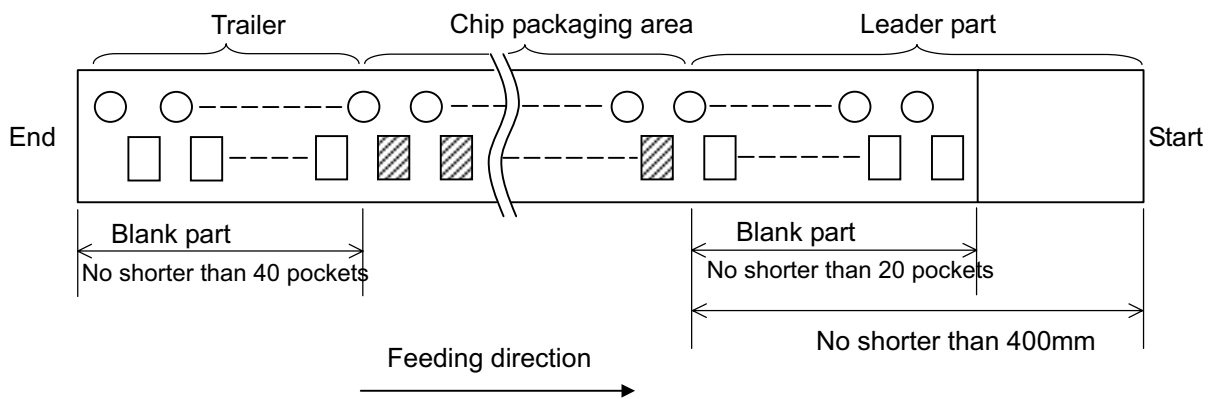 Trailer
Chip packaging area
Leader part
End
Start
Blank part
No shorter than 40 pockets
Blank part
No shorter than 20 pockets
No shorter than 400mm
Feeding direction